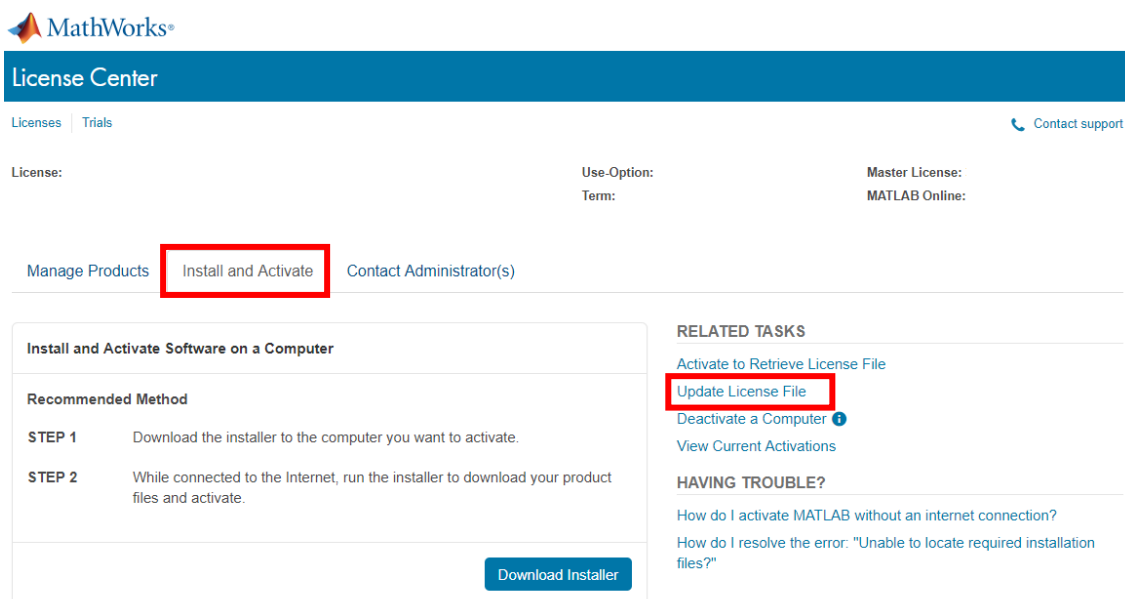 MathWorks®
License Center
Licenses Trials
Contact support
License:
Use-Option:
Master License:
Term:
MATLAB Online:
Manage Products Install and Activate Contact Administrator(s)
Install and Activate Software on a Computer
Recommended Method
STEP 1 Download the installer to the computer you want to activate.
STEP 2 While connected to the Internet, run the installer to download your product
files and activate.
Download Installer
RELATED TASKS
Activate to Retrieve License File
Update License File
Deactivate a Computer
View Current Activations
HAVING TROUBLE?
How do I activate MATLAB without an internet connection?
How do I resolve the error: "Unable to locate required installation
files?"